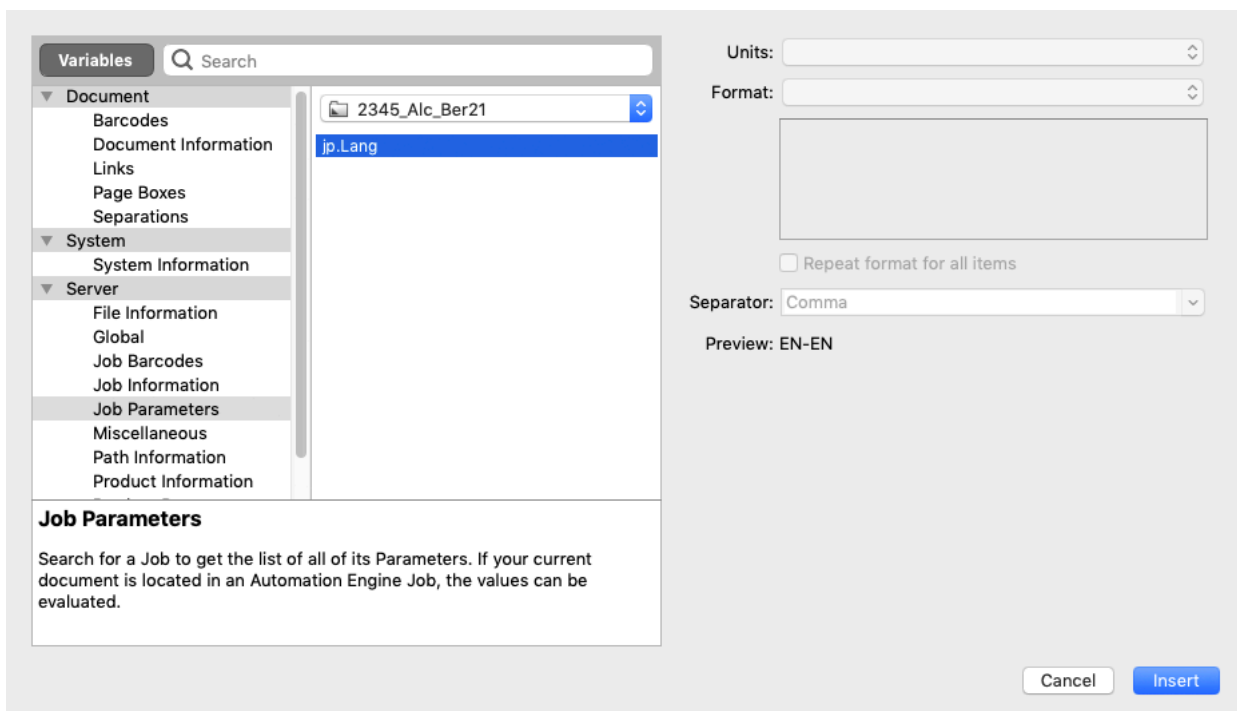 Variables
Search
Document
Barcodes
Document Information
Links
Page Boxes
Separations
System
System Information
Server
File Information
Global
Job Barcodes
Job Information
Job Parameters
Miscellaneous
Path Information
Product Information
2345_Alc_Ber21
jp.Lang
Job Parameters
Search for a Job to get the list of all of its Parameters. If your current
document is located in an Automation Engine Job, the values can be
evaluated.
Units:
Format:
Repeat format for all items
Separator: Comma
Preview: EN-EN
Cancel
Insert